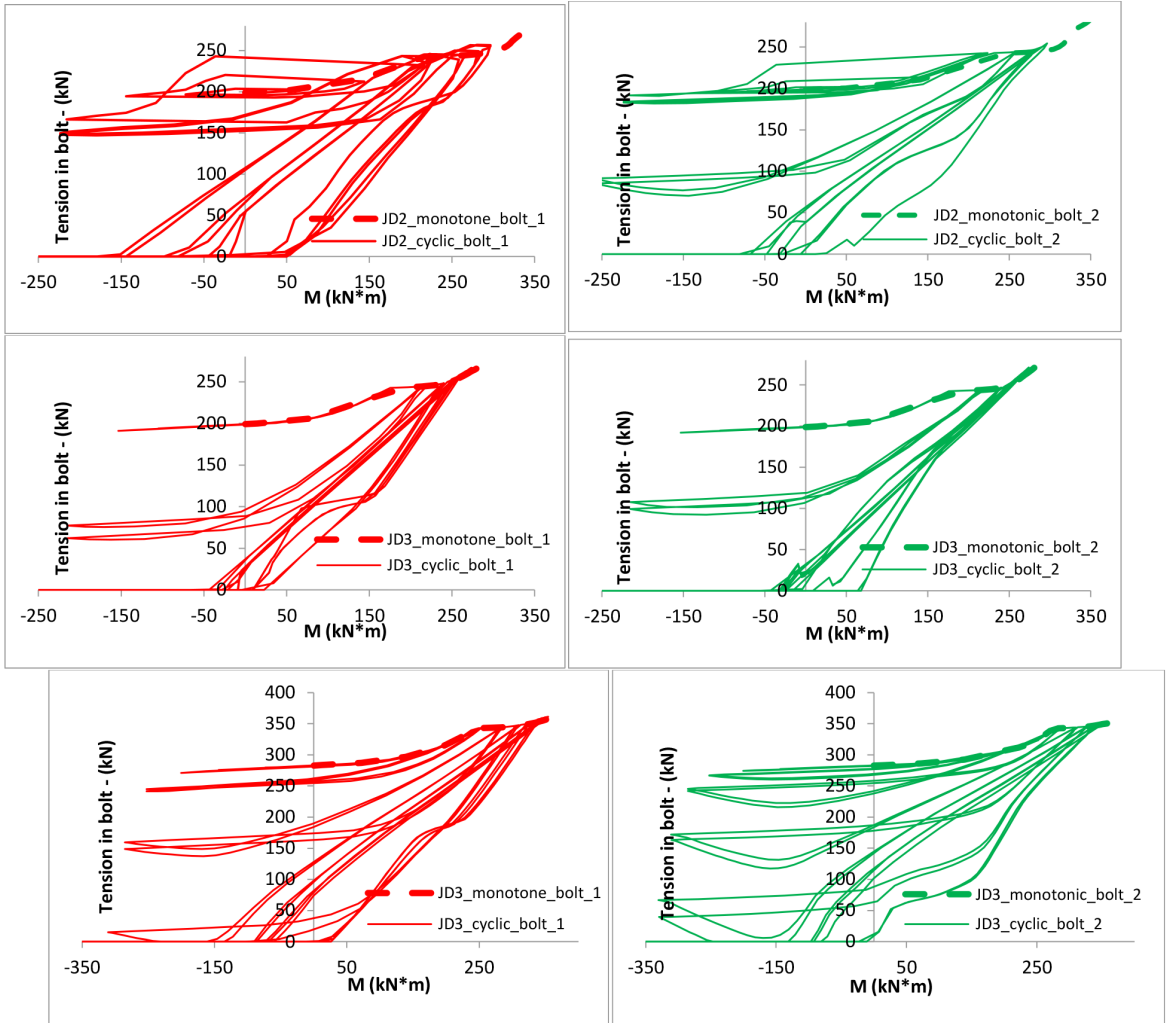 250
200
150
100
50
0
-250 -150 -50 50 150 250 350
Tension in bolt - (kN)
M (kN*m)
JD2_monotone_bolt_1
JD2_cyclic_bolt_1
250
200
150
100
50
0
-250 -150 -50 50 150 250 350
Tension in bolt - (kN)
M (kN*m)
JD2_monotonic_bolt_2
JD2_cyclic_bolt_2
250
200
150
100
50
0
-250 -150 -50 50 150 250 350
Tension in bolt - (kN)
M (kN*m)
JD3_monotone_bolt_1
JD3_cyclic_bolt_1
250
200
150
100
50
0
-250 -150 -50 50 150 250 350
Tension in bolt - (kN)
M (kN*m)
JD3_monotonic_bolt_2
JD3_cyclic_bolt_2
400
350
300
250
200
150
100
50
0
-350 -150 50 250
Tension in bolt - (kN)
M (kN*m)
JD3_monotone_bolt_1
JD3_cyclic_bolt_1
400
350
300
250
200
150
100
50
0
-350 -150 50 250
Tension in bolt - (kN)
M (kN*m)
JD3_monotonic_bolt_2
JD3_cyclic_bolt_2